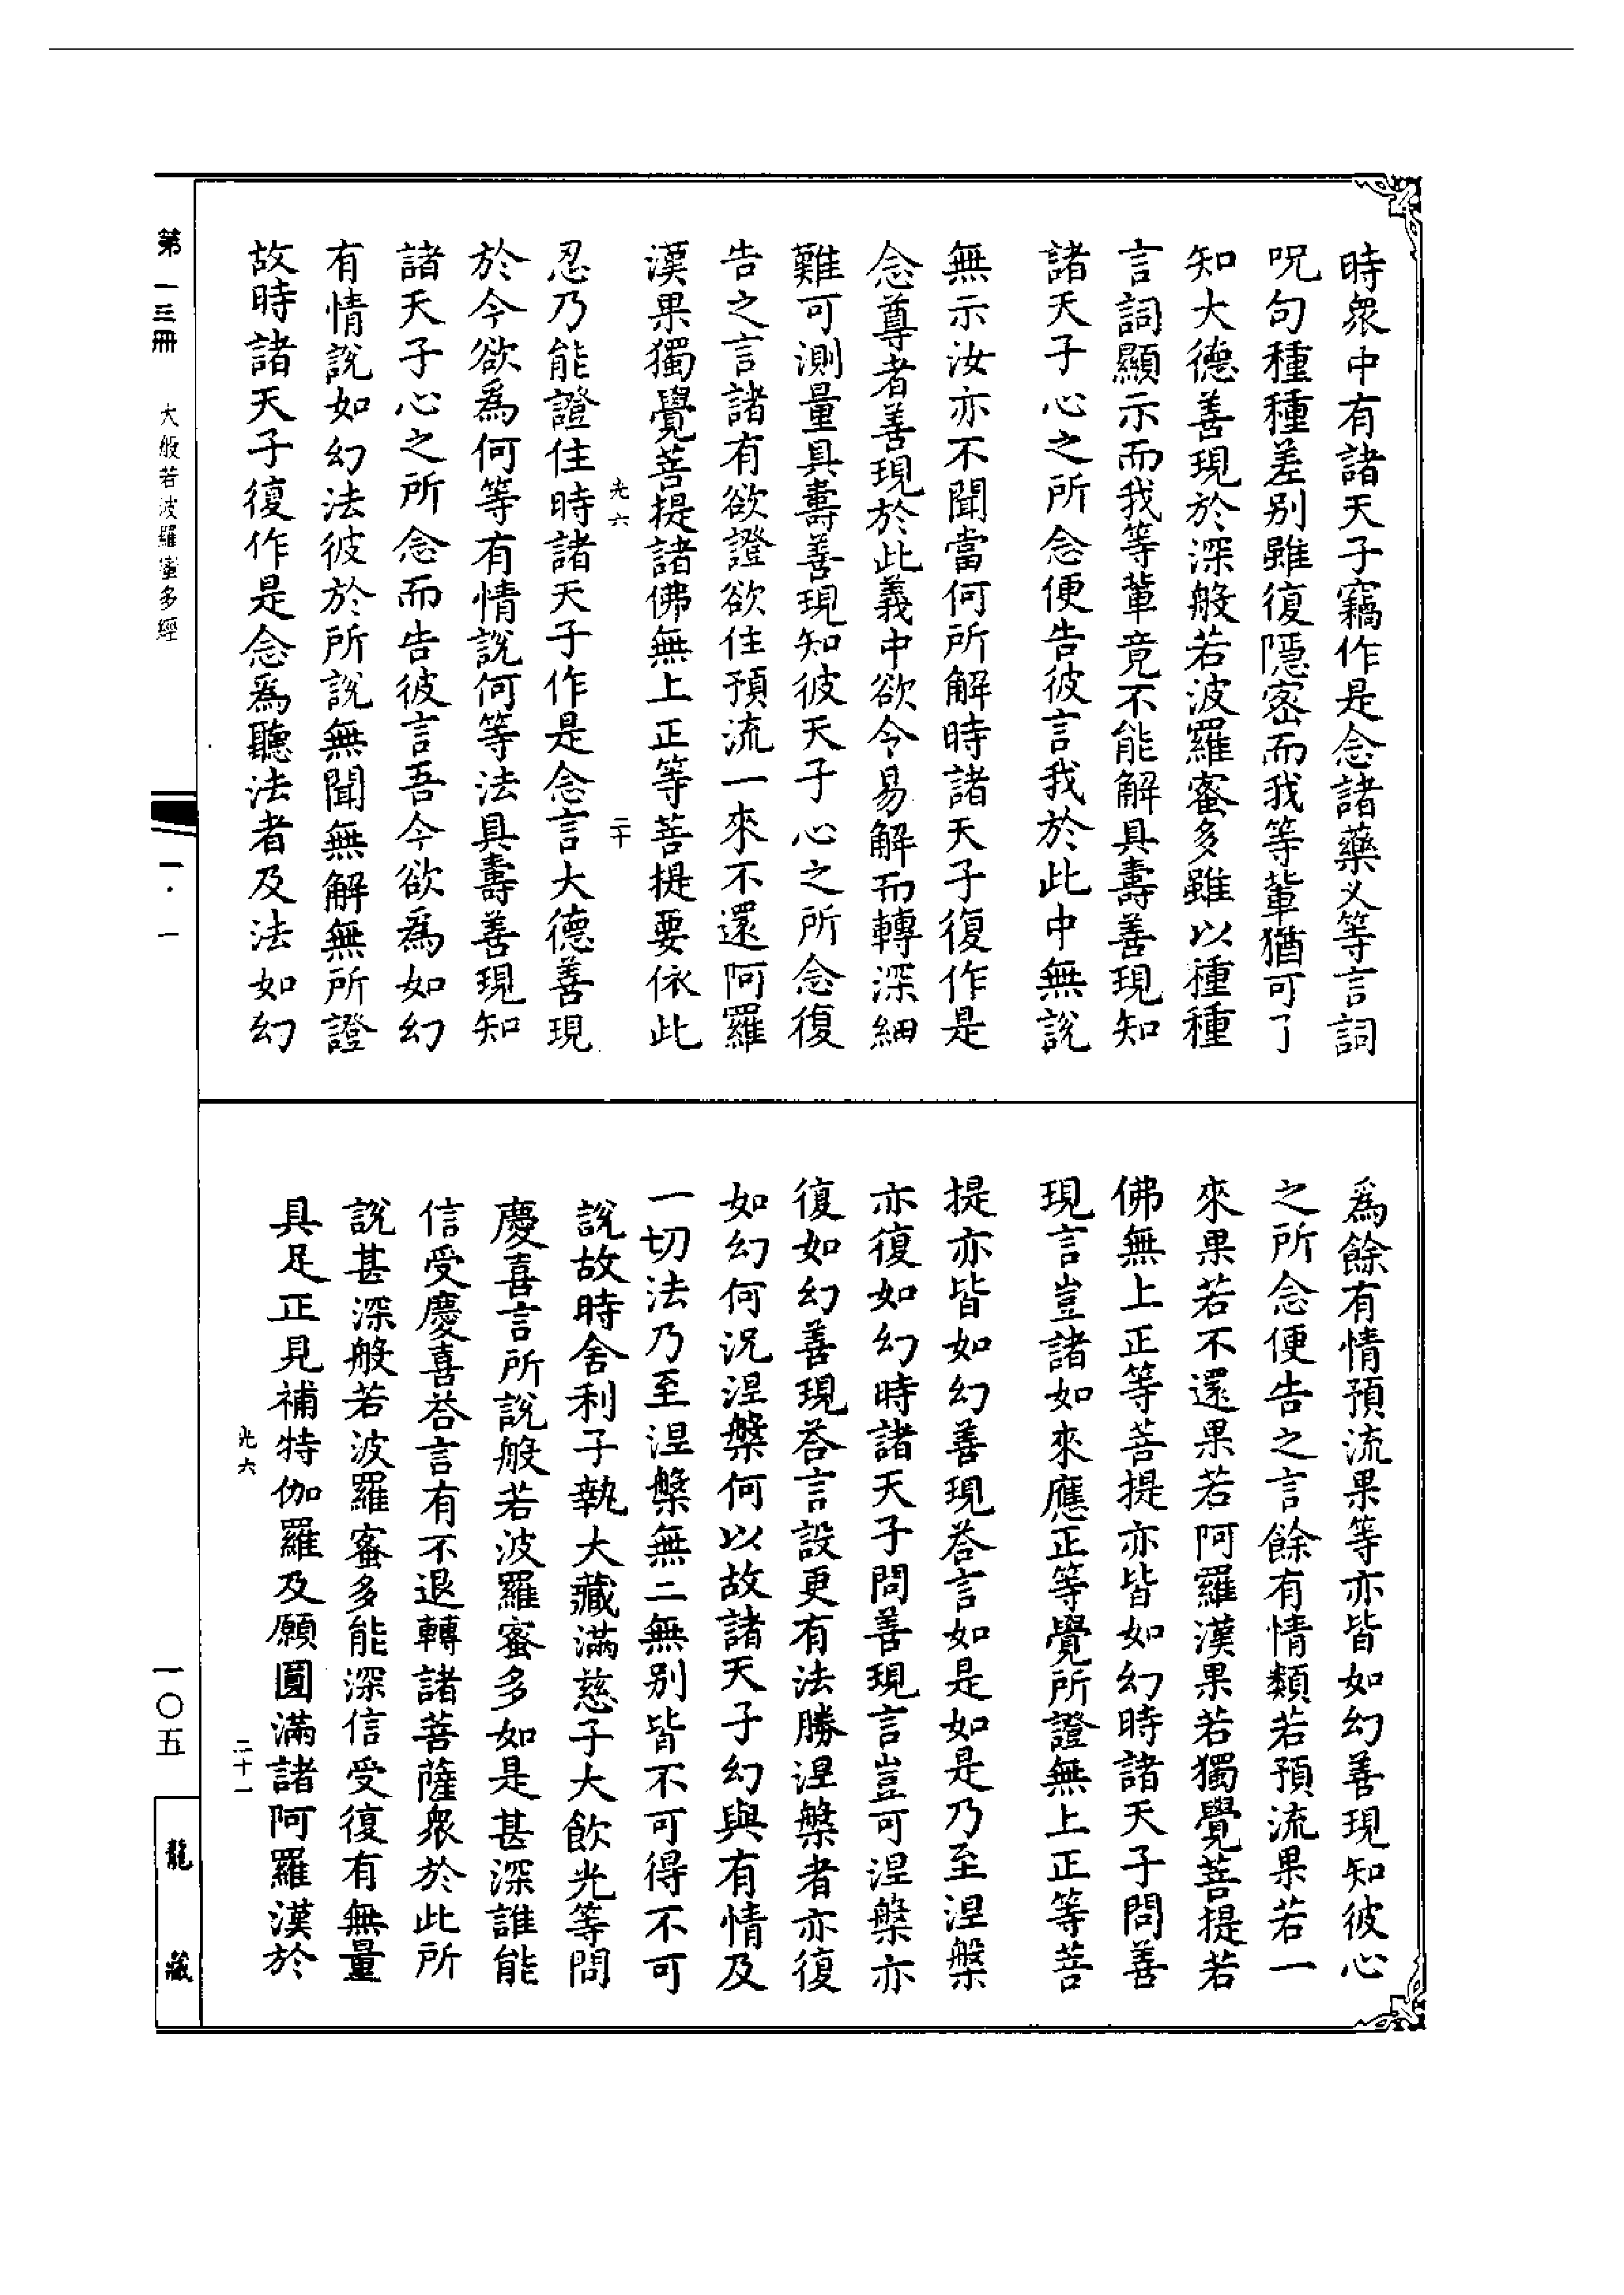 時衆中有諸天子竊作是念諸藥义等言詞
呪句種種差別雖復隱密而我等輩猶可了
知大德善現於深般若波羅蜜多雖以種種
言詞顯示而我等輩竟不能解具壽善現知
諸天子心之所念便告彼言我於此中無說
無示汝亦不聞當何所解時諸天子復作是
念尊者善現於此義中欲令易解而轉深細
難可測量具壽善現知彼天子心之所念復
告之言諸有欲證欲住預流一來不還阿羅
漢果獨覺菩提諸佛無上正等菩提要依此
光六 二十
忍乃能證住時諸天子作是念言大德善現
於今欲爲何等有情說何等法具壽善現知
諸天子心之所念而告彼言吾今欲爲如幻
有情說如幻法彼於所說無聞無解無所證
故時諸天子復作是念爲聽法者及法如幻
爲餘有情預流果等亦皆如幻善現知彼心
之所念便告之言餘有情類若預流果若一
來果若不還果若阿羅漢果若獨覺菩提若
佛無上正等菩提亦皆如幻時諸天子問善
現言豈諸如來應正等覺所證無上正等菩
提亦皆如幻善現荅言如是如是乃至涅槃
亦復如幻時諸天子問善現言豈可涅槃亦
復如幻善現荅言設更有法勝涅槃者亦復
如幻何況涅槃何以故諸天子幻與有情及
一切法乃至涅槃無二無別皆不可得不可
說故時舍利子執大藏滿慈子大飲光等問
慶喜言所說般若波羅蜜多如是甚深誰能
信受慶喜荅言有不退轉諸菩薩衆於此所
說甚深般若波羅蜜多能深信受復有無量
具足正見補特伽羅及願圓滿諸阿羅漢於
光六 二十一
第一三冊 大般若波羅蜜多經
一·一
一〇五
龍藏